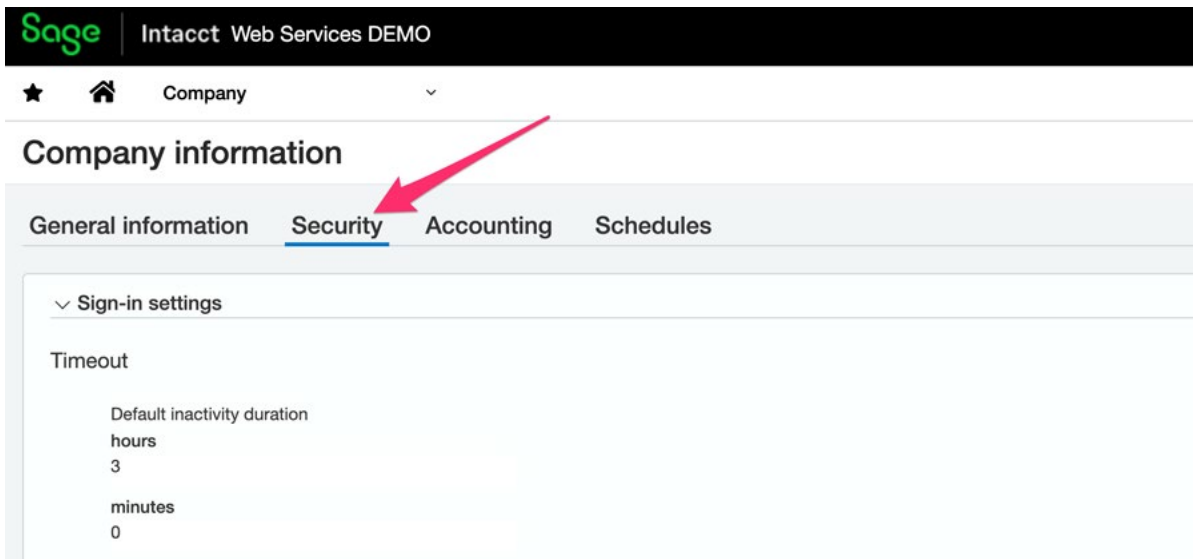 Sage Intacct Web Services DEMO
Company
Company information
General information Security Accounting Schedules
Sign-in settings
Timeout
Default inactivity duration
hours
3
minutes
0